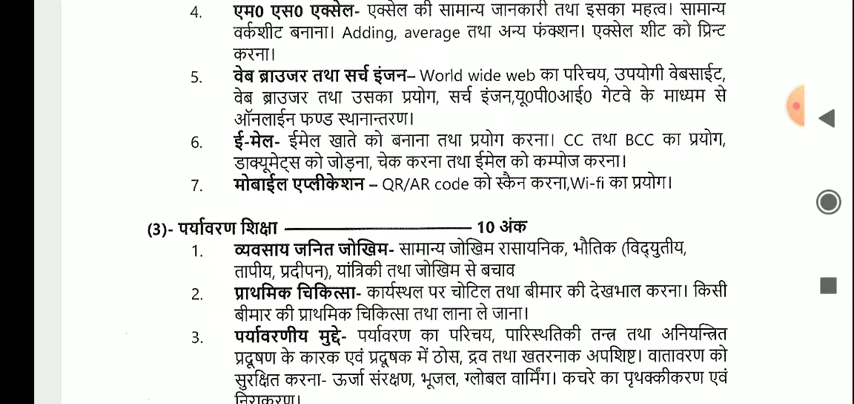 4. एम0 एस0 एक्सेल- एक्सेल की सामान्य जानकारी तथा इसका महत्व। सामान्य
वर्कशीट बनाना। Adding, average तथा अन्य फंक्शन। एक्सेल शीट को प्रिन्ट
करना।
5. वेब ब्राउजर तथा सर्च इंजन– World wide web का परिचय, उपयोगी वेबसाईट,
वेब ब्राउजर तथा उसका प्रयोग, सर्च इंजन,यू0पी0आई0 गेटवे के माध्यम से
ऑनलाईन फण्ड स्थानान्तरण।
6. ई-मेल- ईमेल खाते को बनाना तथा प्रयोग करना। CC तथा BCC का प्रयोग,
डाक्यूमेट्स को जोड़ना, चेक करना तथा ईमेल को कम्पोज करना।
7. मोबाईल एप्लीकेशन – QR/AR code को स्कैन करना,Wi-fi का प्रयोग।
(3)- पर्यावरण शिक्षा ——————————— 10 अंक
1. व्यवसाय जनित जोखिम- सामान्य जोखिम रासायनिक, भौतिक (विद्युतीय,
तापीय, प्रदीपन), यांत्रिकी तथा जोखिम से बचाव
2. प्राथमिक चिकित्सा- कार्यस्थल पर चोटिल तथा बीमार की देखभाल करना। किसी
बीमार की प्राथमिक चिकित्सा तथा लाना ले जाना।
3. पर्यावरणीय मुद्दे- पर्यावरण का परिचय, पारिस्थतिकी तन्त्र तथा अनियन्त्रित
प्रदूषण के कारक एवं प्रदूषक में ठोस, द्रव तथा खतरनाक अपशिष्ट। वातावरण को
सुरक्षित करना- ऊर्जा संरक्षण, भूजल, ग्लोबल वार्मिंग। कचरे का पृथक्कीकरण एवं
निराकरण।